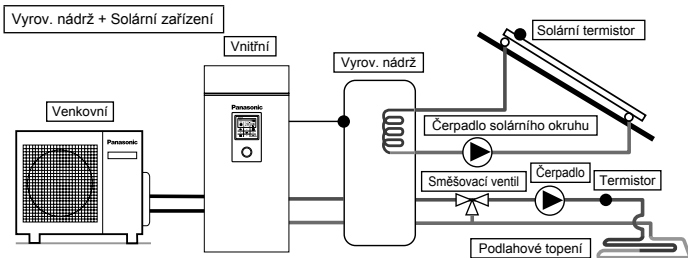 Vyrov. nádrž + Solární zařízení
Vnitřní
Solární termistor
Vyrov. nádrž
Venkovní
Panasonic
Panasonic
Čerpadlo solárního okruhu
Směšovací ventil
Čerpadlo
Termistor
Podlahové topení